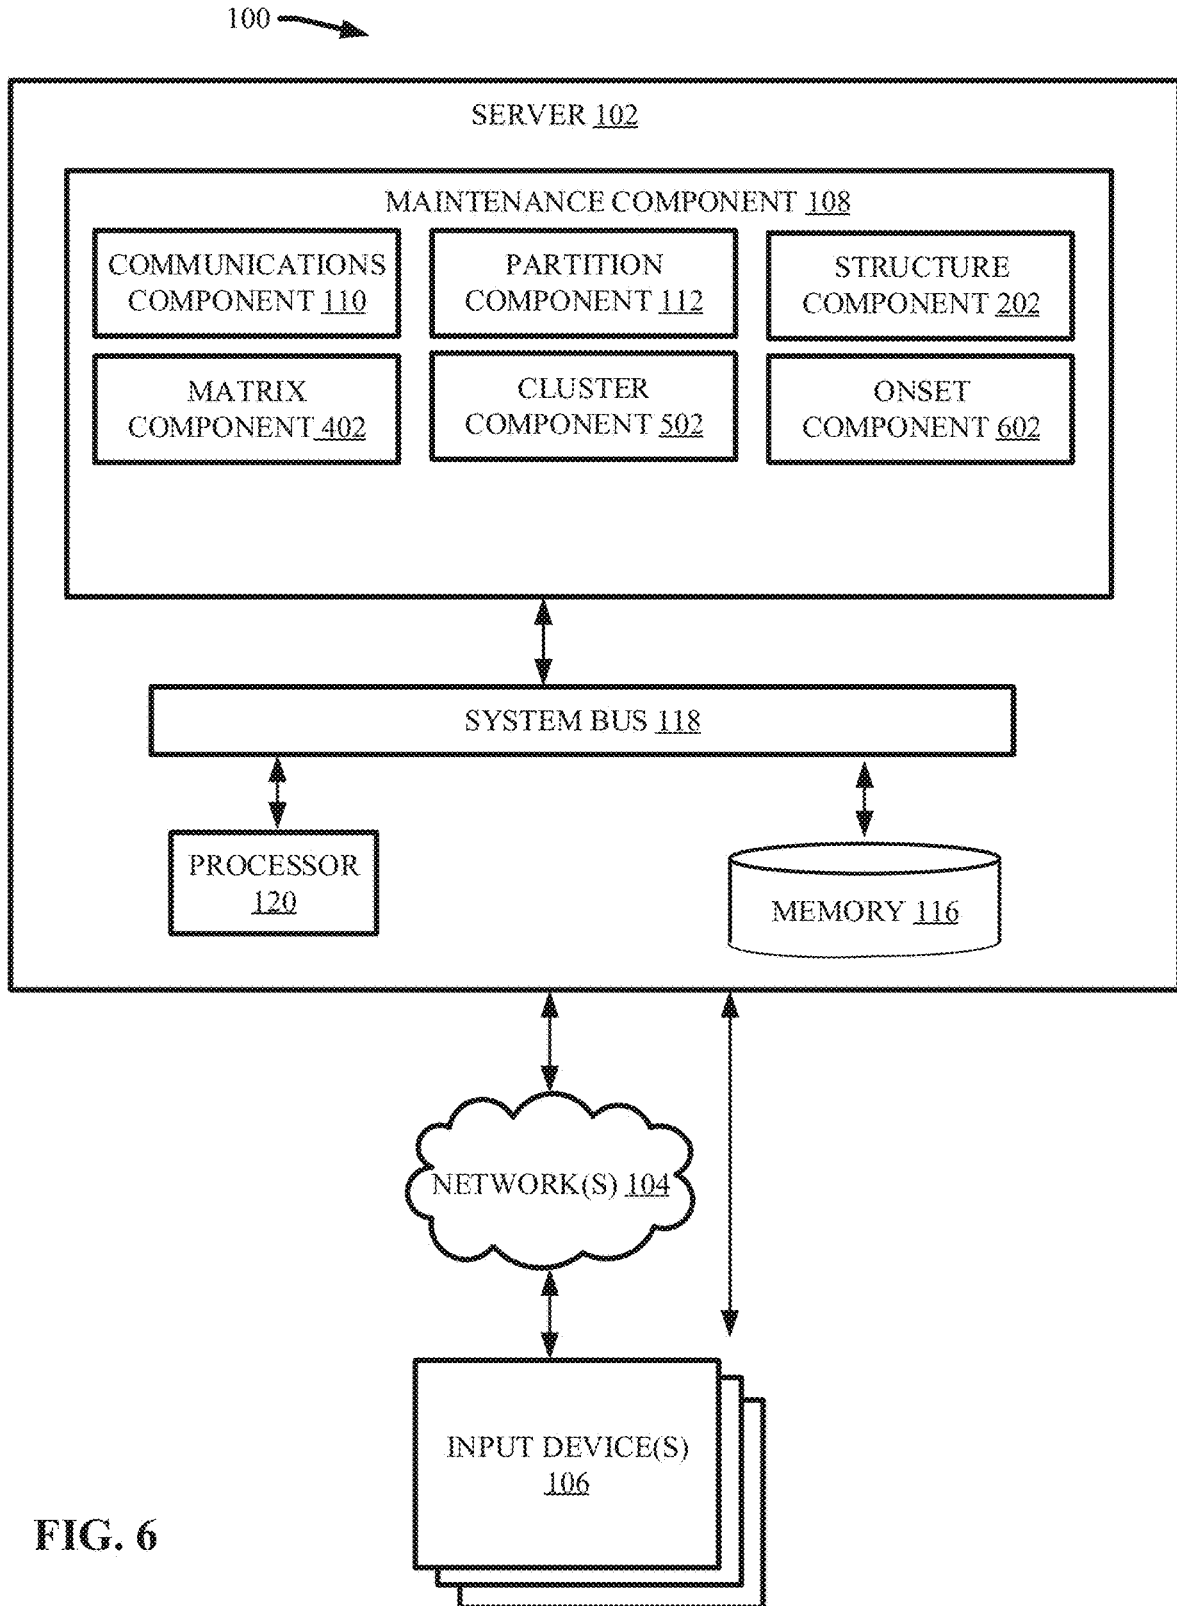 100
SERVER 102
MAINTENANCE COMPONENT 108
COMMUNICATIONS
COMPONENT 110
PARTITION
COMPONENT 112
STRUCTURE
COMPONENT 202
MATRIX
COMPONENT 402
CLUSTER
COMPONENT 502
ONSET
COMPONENT 602
SYSTEM BUS 118
PROCESSOR
120
MEMORY 116
NETWORK(S) 104
INPUT DEVICE(S)
106
FIG. 6